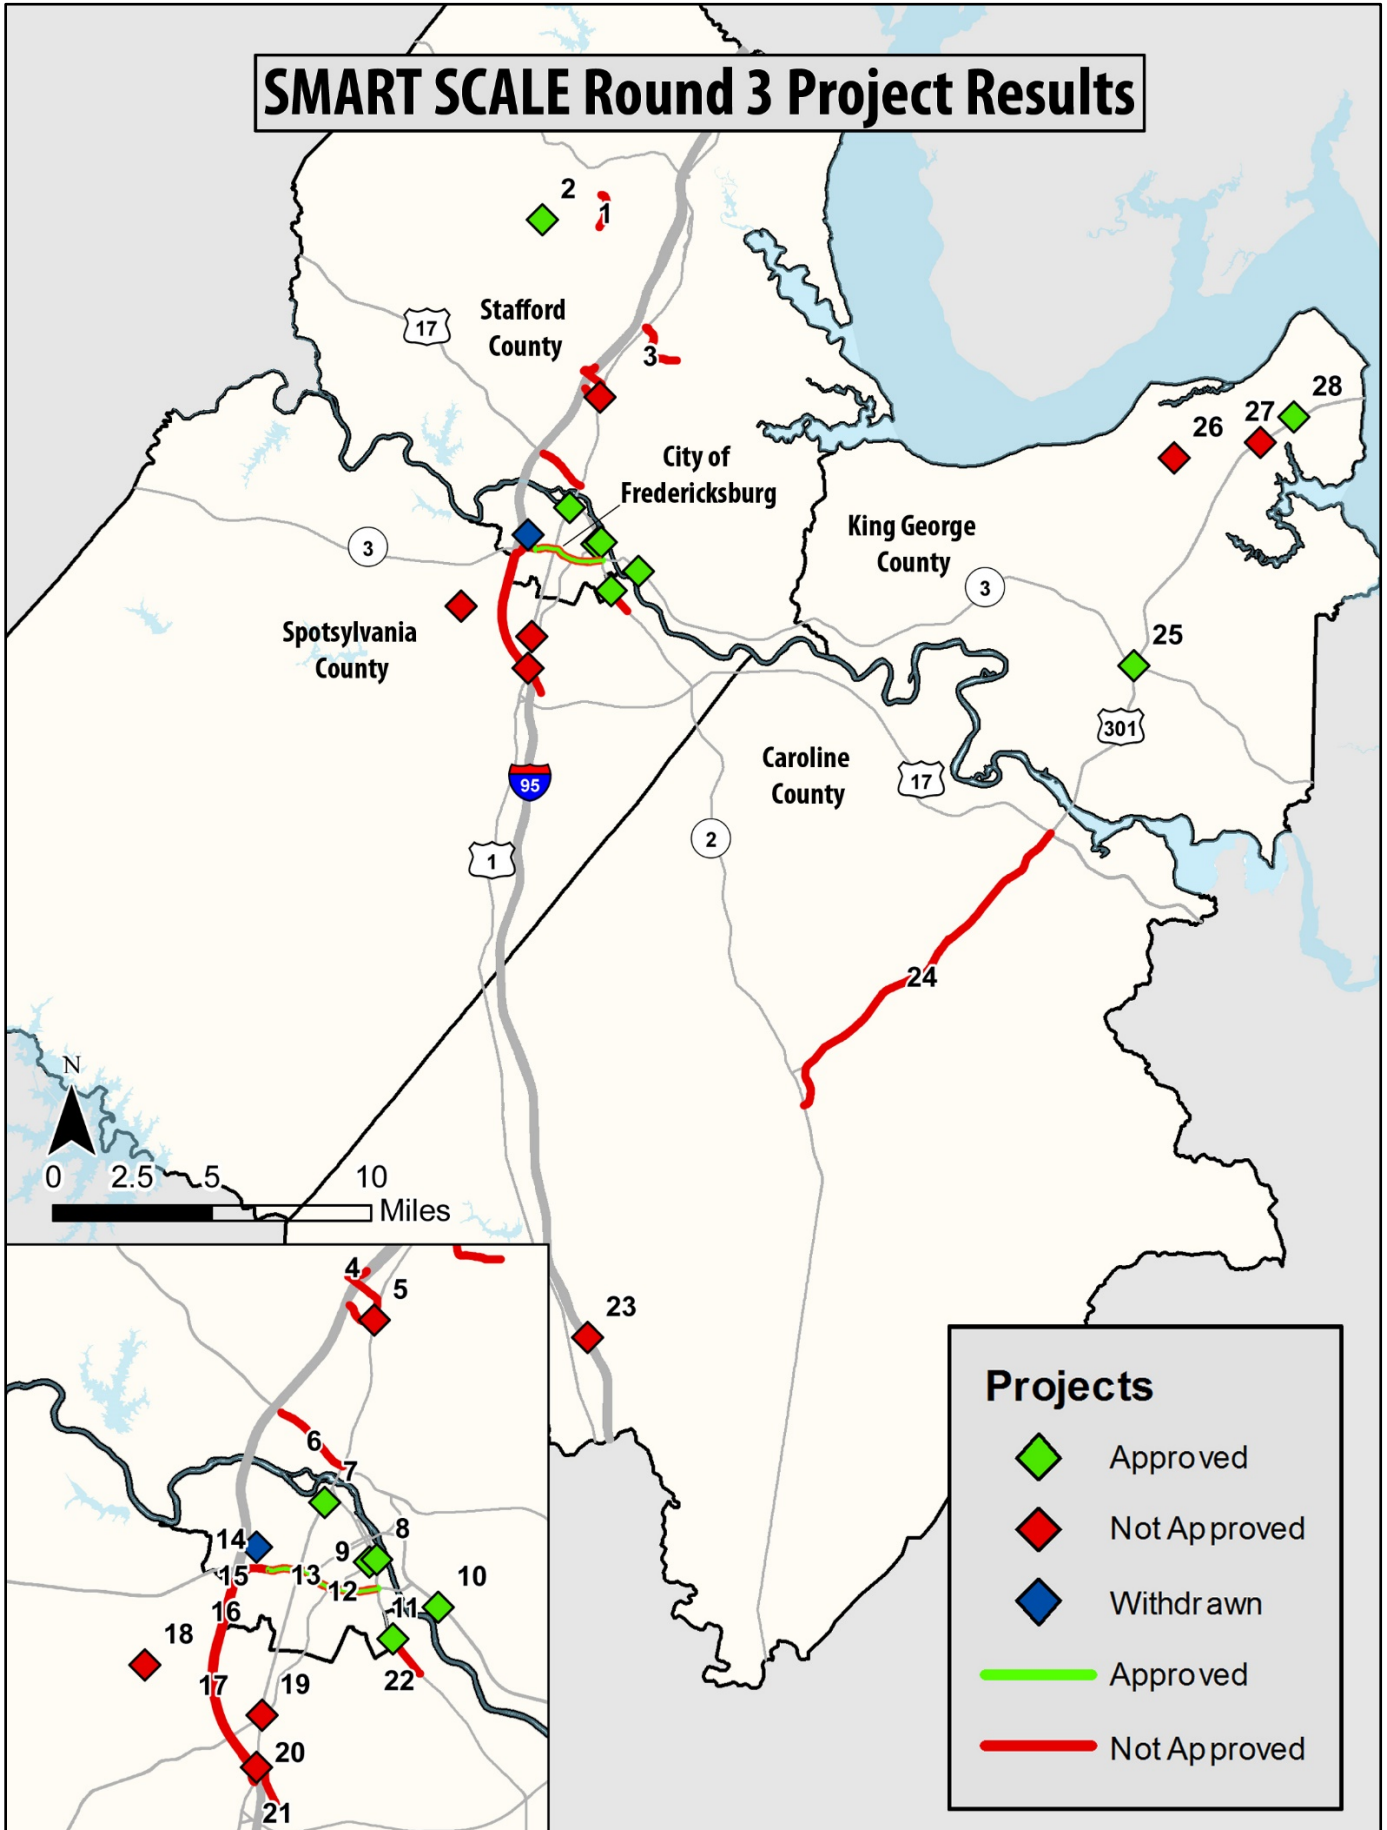 SMART SCALE Round 3 Project Results
2
1
17
Stafford
County
3
28
27
26
City of
Fredericksburg
King George
County
3
3
Spotsylvania
County
25
301
Caroline
County
17
95
2
1
24
N
0 2.5 5 10
Miles
23
4
5
6
7
8
9
10
14
15
13
12
11
16
18
17
19
22
20
21
Projects
Approved
Not Approved
Withdrawn
Approved
Not Approved